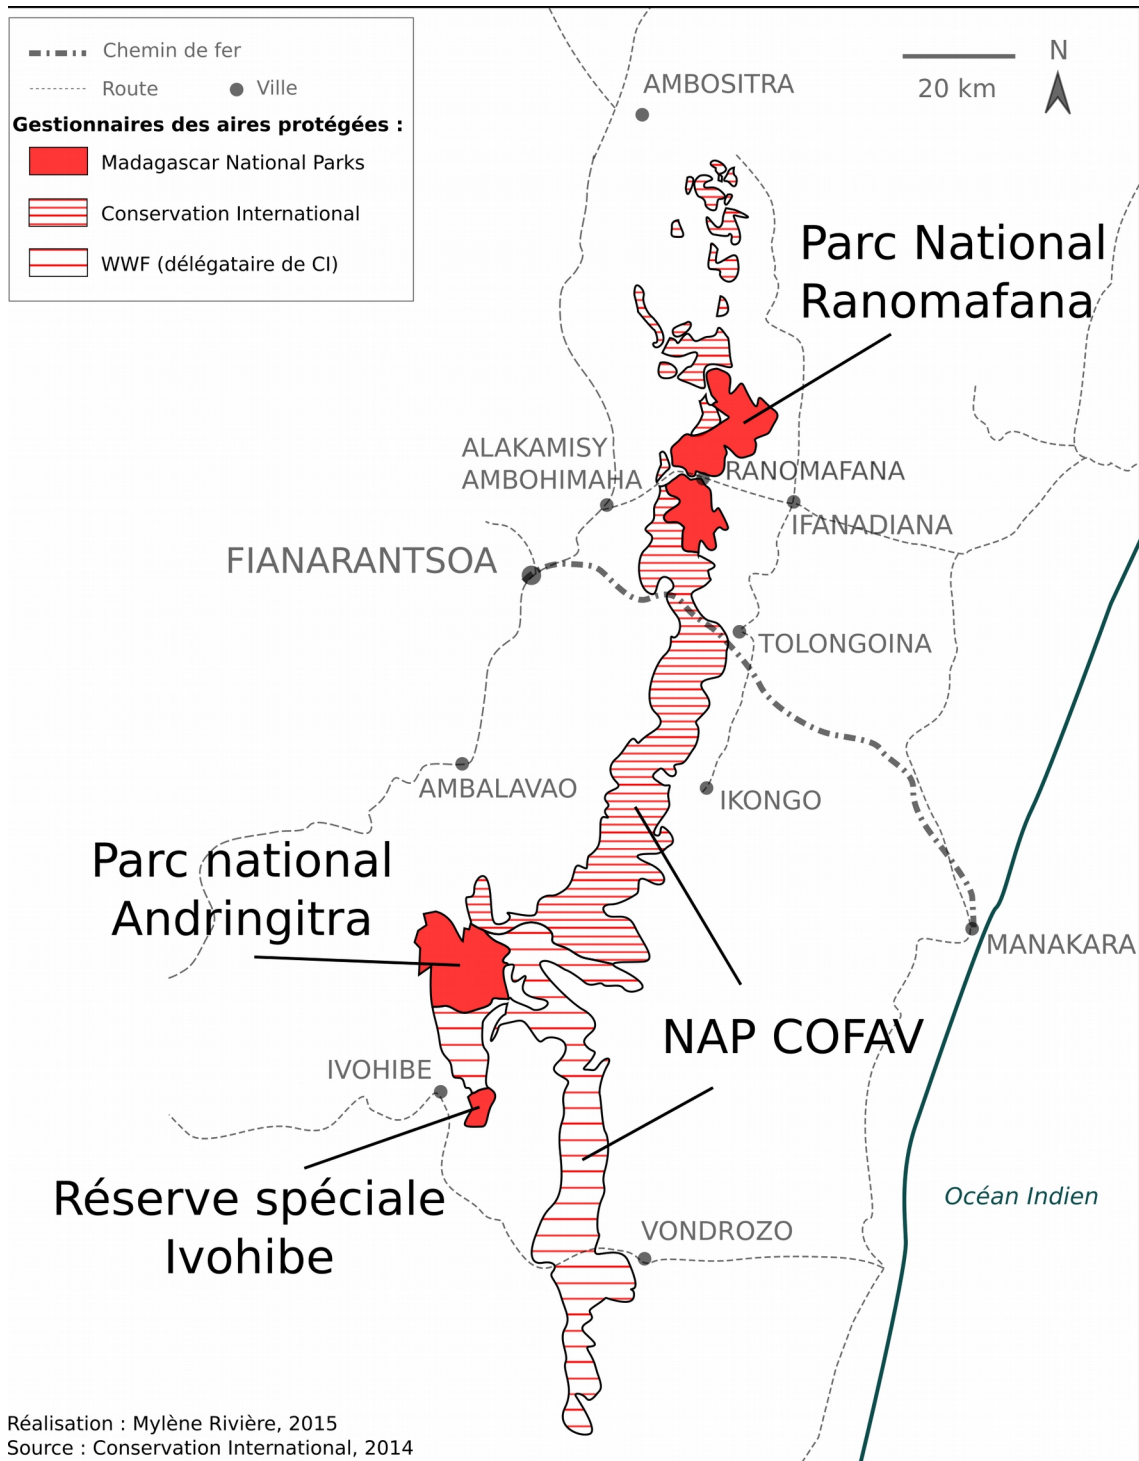 Chemin de fer
Route
Ville
Gestionnaires des aires protégées :
Madagascar National Parks
Conservation International
WWF (délégataire de CI)
20 km
N
AMBOSITRA
Parc National
Ranomafana
ALAKAMISY
AMBOHIMAHA
RANOMAFANA
IFANADIANA
FIANARANTSOA
TOLONGOINA
AMBALAVAO
IKONGO
Parc national
Andringitra
MANAKARA
NAP COFAV
IVOHIBE
Réserve spéciale
Ivohibe
Océan Indien
VONDROZO
Réalisation : Mylène Rivière, 2015
Source : Conservation International, 2014